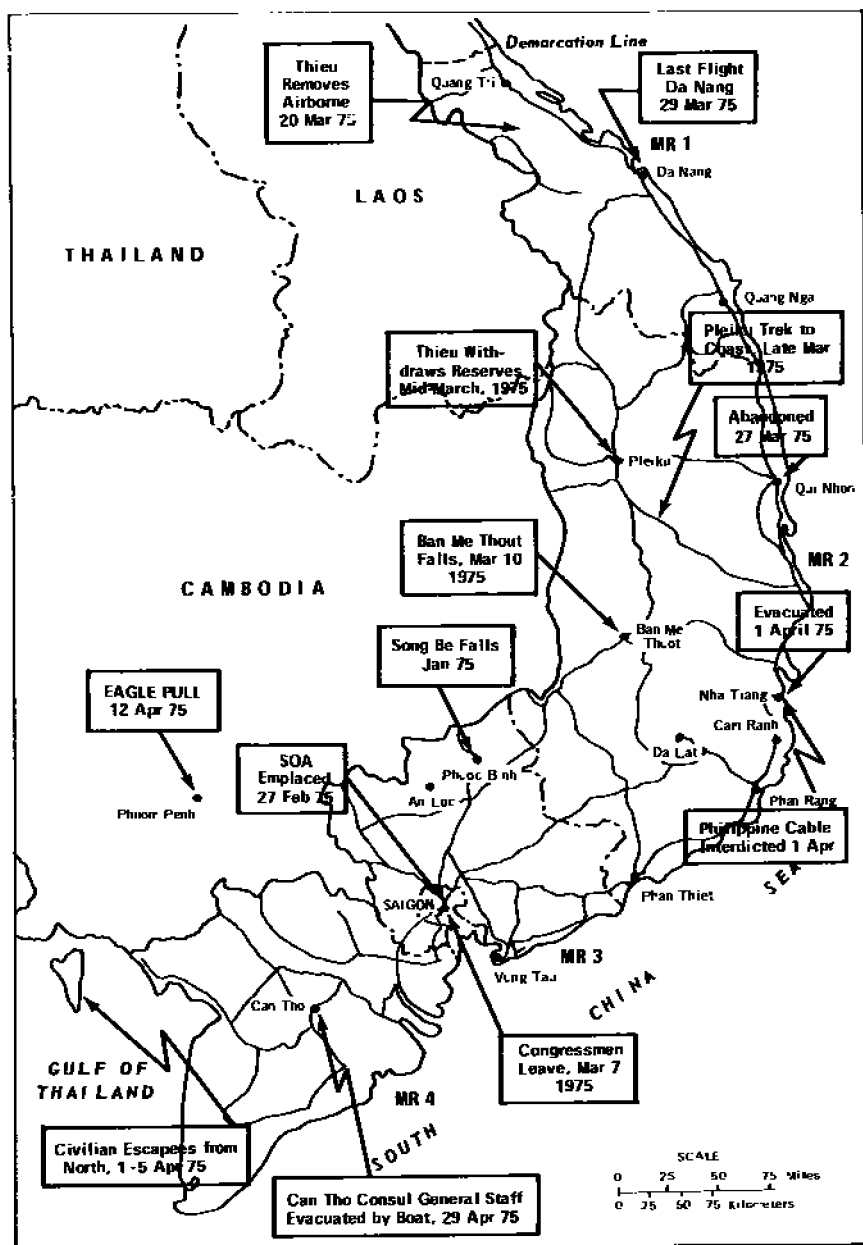 Demarcation Line
Thieu
Removes
Airborne
20 Mar 75
Quang Tri
Last Flight
Da Nang
29 Mar 75
MR 1
Da Nang
LAOS
THAILAND
Quang Nga
Pleiku Trek to
Coast, Late Mar
1975
Thieu With-
draws Reserves
Mid-March, 1975
Abandoned
27 Mar 75
Pleiku
Qui Nhon
Ban Me Thout
Falls, Mar 10
1975
MR 2
CAMBODIA
Evacuated
1 April 75
Song Be Falls
Jan 75
Ban Me
Thuot
EAGLE PULL
12 Apr 75
Nha Trang
Cam Ranh
SOA
Emplaced
27 Feb 75
Da Lat
Phuoc Binh
An Loc
Phnom Penh
Phan Rang
Philippine Cable
Interdicted 1 Apr
SEA
Phan Thiet
SAIGON
MR 3
Vung Tau
CHINA
Can Tho
Congressmen
Leave, Mar 7
1975
GULF OF
THAILAND
MR 4
SOUTH
Civilian Escapees from
North, 1-5 Apr 75
Can Tho Consul General Staff
Evacuated by Boat, 29 Apr 75
SCALE
0 25 50 75 Miles
0 25 50 75 Kilometers